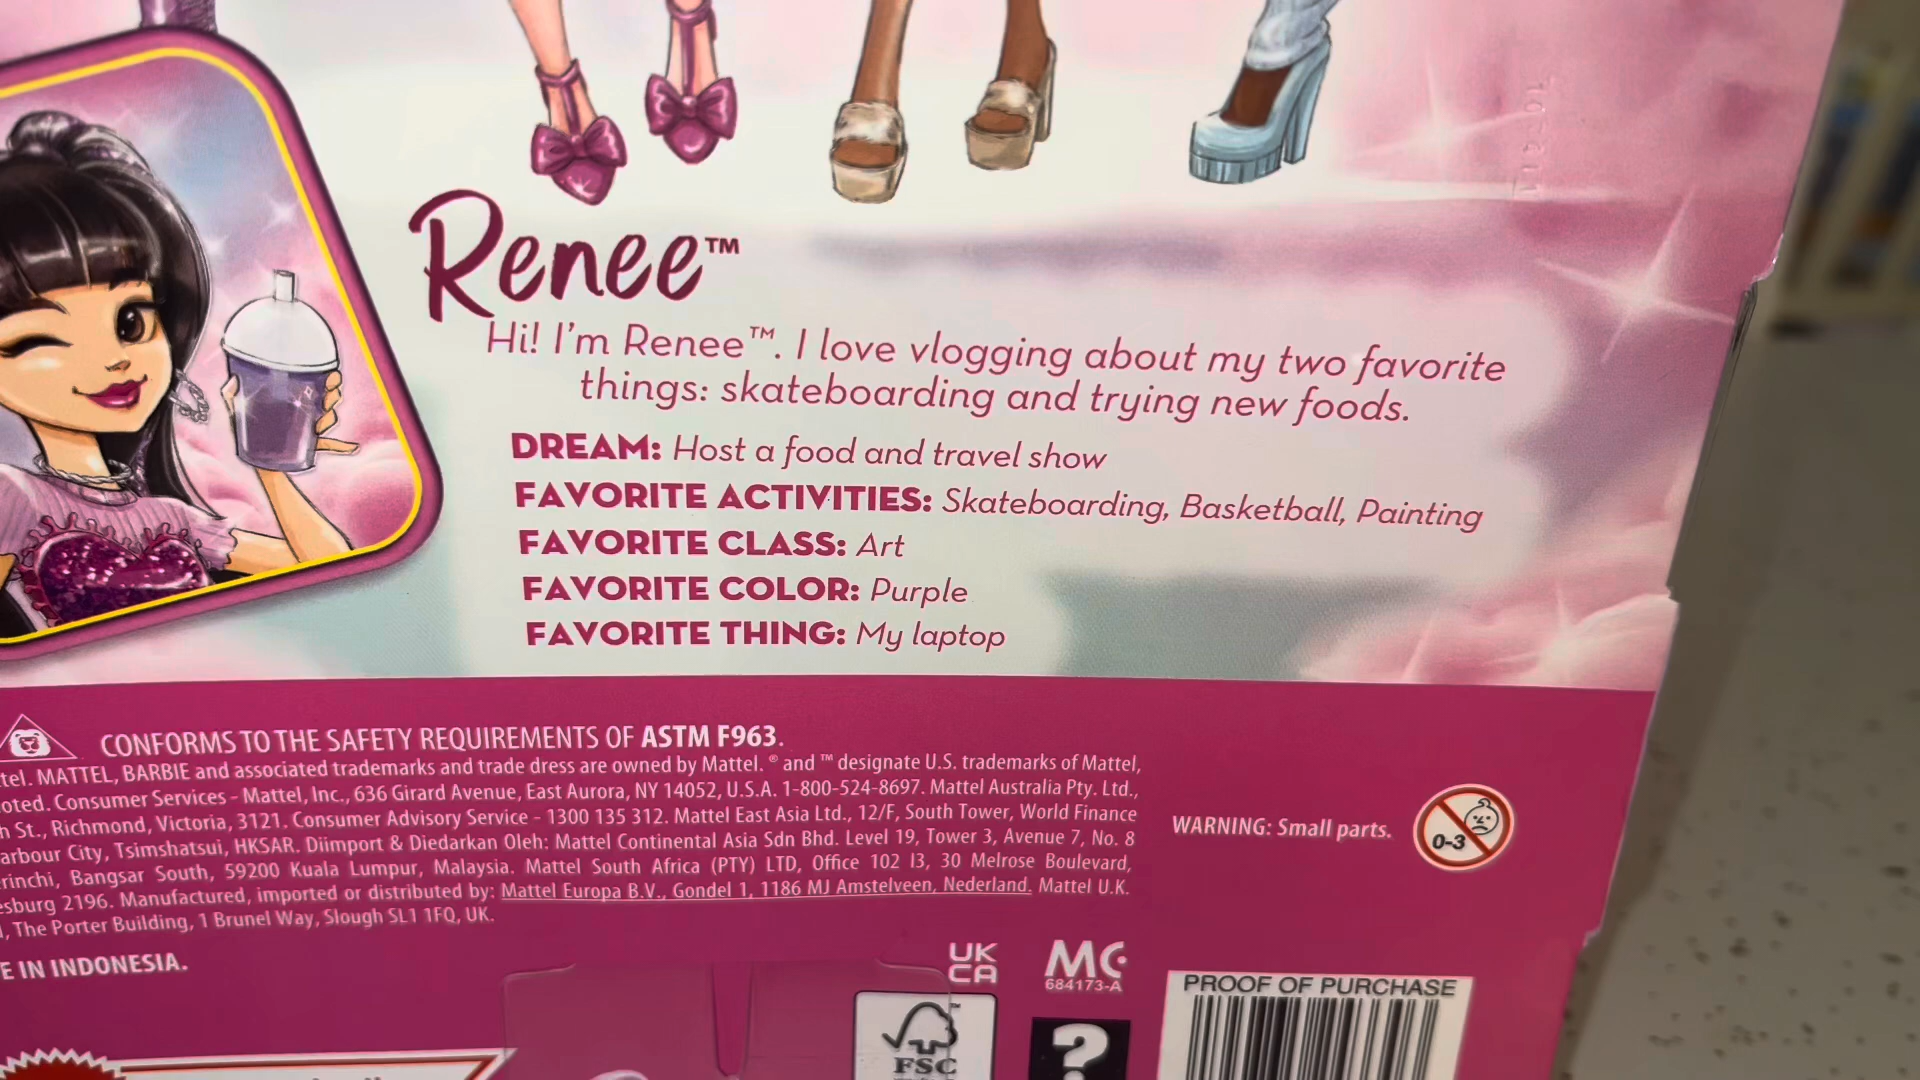 Renee™
Hi! I'm Renee™. I love vlogging about my two favorite
things: skateboarding and trying new foods.
DREAM: Host a food and travel show
FAVORITE ACTIVITIES: Skateboarding, Basketball, Painting
FAVORITE CLASS: Art
FAVORITE COLOR: Purple
FAVORITE THING: My laptop
CONFORMS TO THE SAFETY REQUIREMENTS OF ASTM F963.
tel. MATTEL, BARBIE and associated trademarks and trade dress are owned by Mattel. ® and ™ designate U.S. trademarks of Mattel,
oted. Consumer Services - Mattel, Inc., 636 Girard Avenue, East Aurora, NY 14052, U.S.A. 1-800-524-8697. Mattel Australia Pty. Ltd.,
h St., Richmond, Victoria, 3121. Consumer Advisory Service - 1300 135 312. Mattel East Asia Ltd., 12/F, South Tower, World Finance
arbour City, Tsimshatsui, HKSAR. Diimport & Diedarkan Oleh: Mattel Continental Asia Sdn Bhd. Level 19, Tower 3, Avenue 7, No. 8
erinchi, Bangsar South, 59200 Kuala Lumpur, Malaysia. Mattel South Africa (PTY) LTD, Office 102 I3, 30 Melrose Boulevard,
esburg 2196. Manufactured, imported or distributed by: Mattel Europa B.V., Gondel 1, 1186 MJ Amstelveen, Nederland. Mattel U.K.
, The Porter Building, 1 Brunel Way, Slough SL1 1FQ, UK.
E IN INDONESIA.
WARNING: Small parts.
0-3
UK
CA
MC
684173-A
FSC
?
PROOF OF PURCHASE